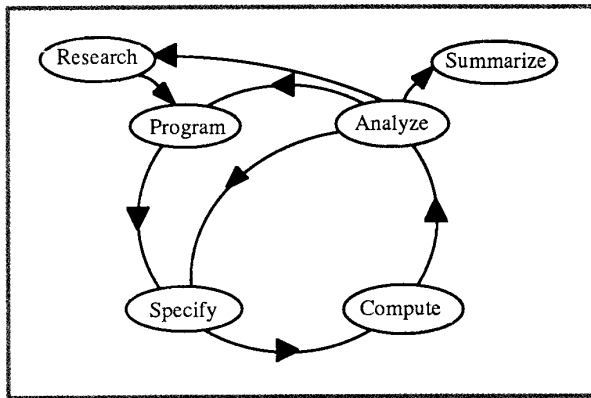 Research
Summarize
Program
Analyze
Specify
Compute